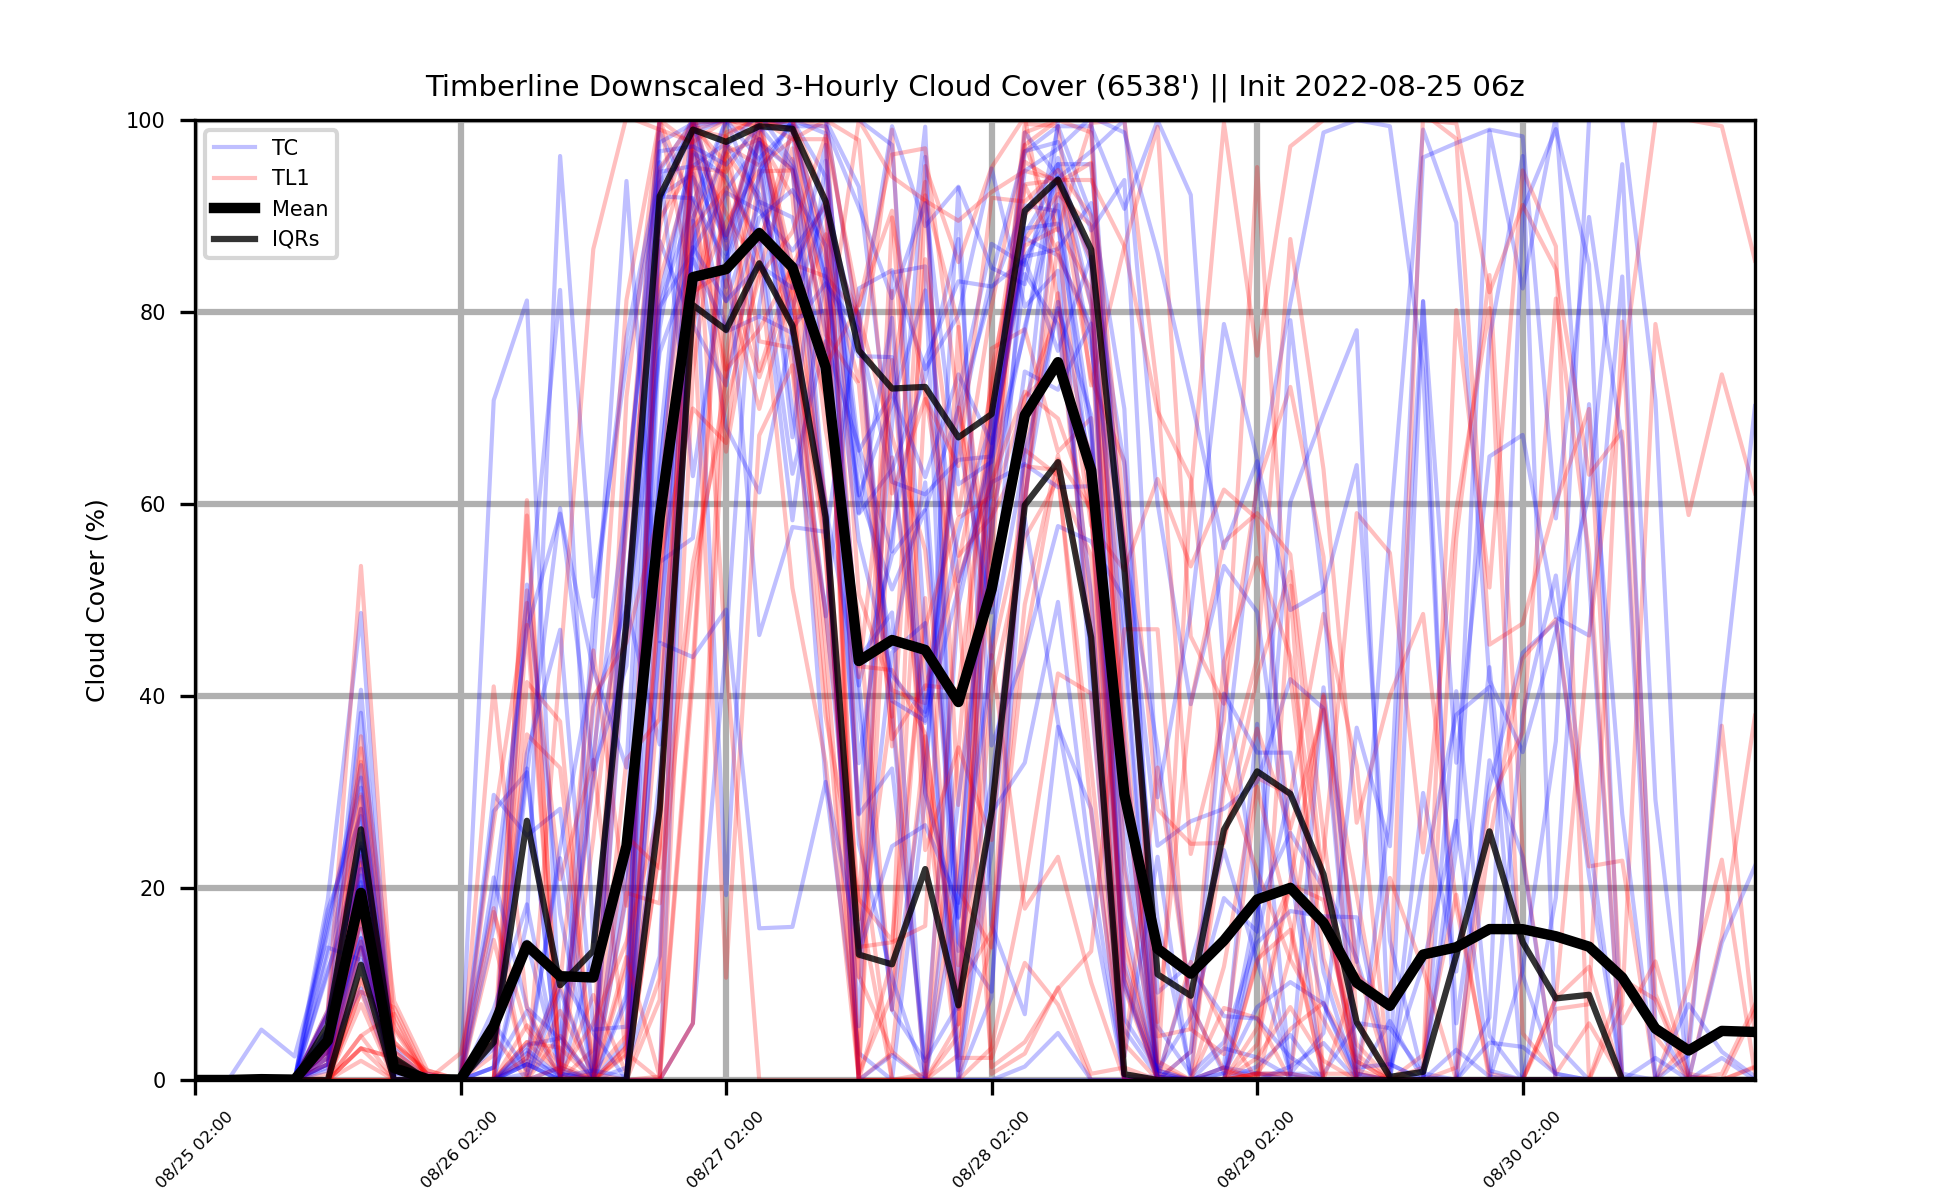 Timberline Downscaled 3-Hourly Cloud Cover (6538') || Init 2022-08-25 06z
TC
TL1
Mean
IQRs
Cloud Cover (%)
100
80
60
40
20
0
08/25 02:00
08/26 02:00
08/27 02:00
08/28 02:00
08/29 02:00
08/30 02:00